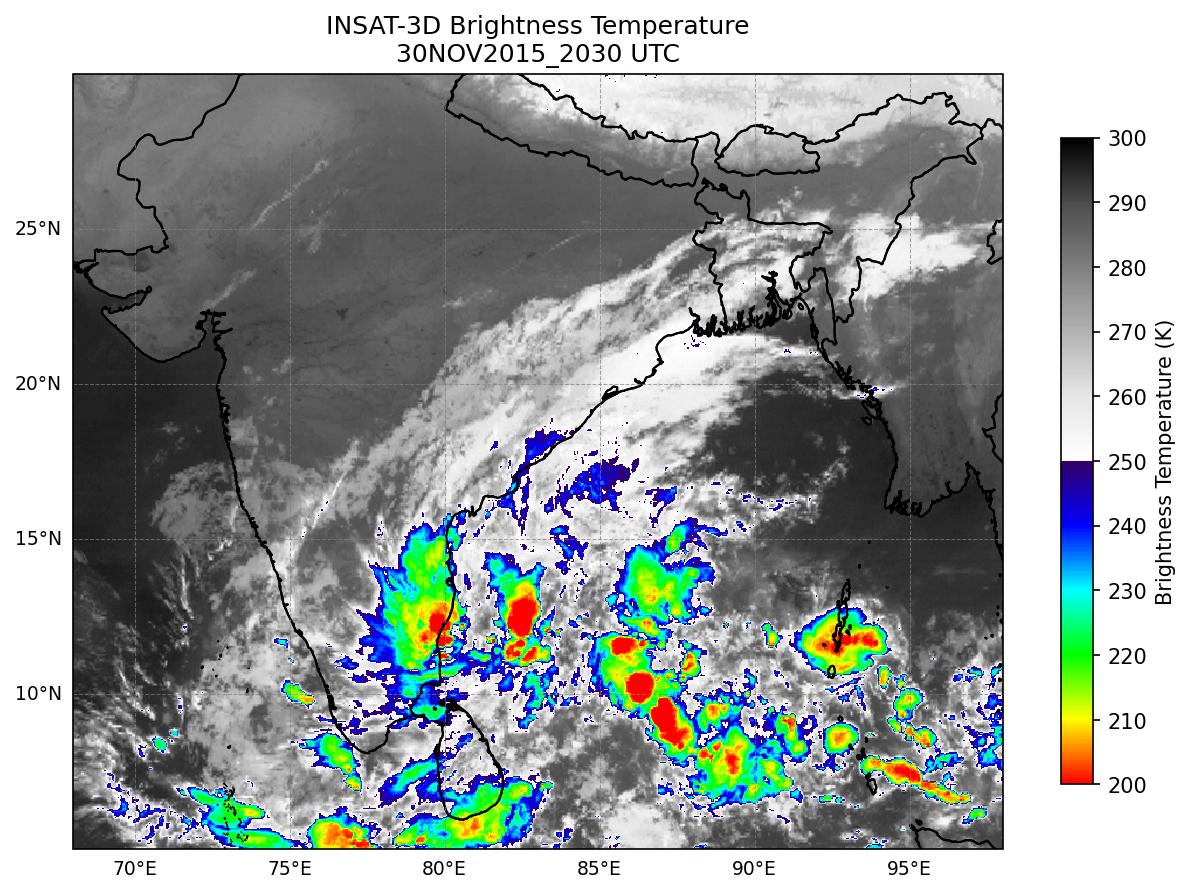 INSAT-3D Brightness Temperature
30NOV2015_2030 UTC
25°N
20°N
15°N
10°N
70°E
75°E
80°E
85°E
90°E
95°E
300
290
280
270
260
250
240
230
220
210
200
Brightness Temperature (K)